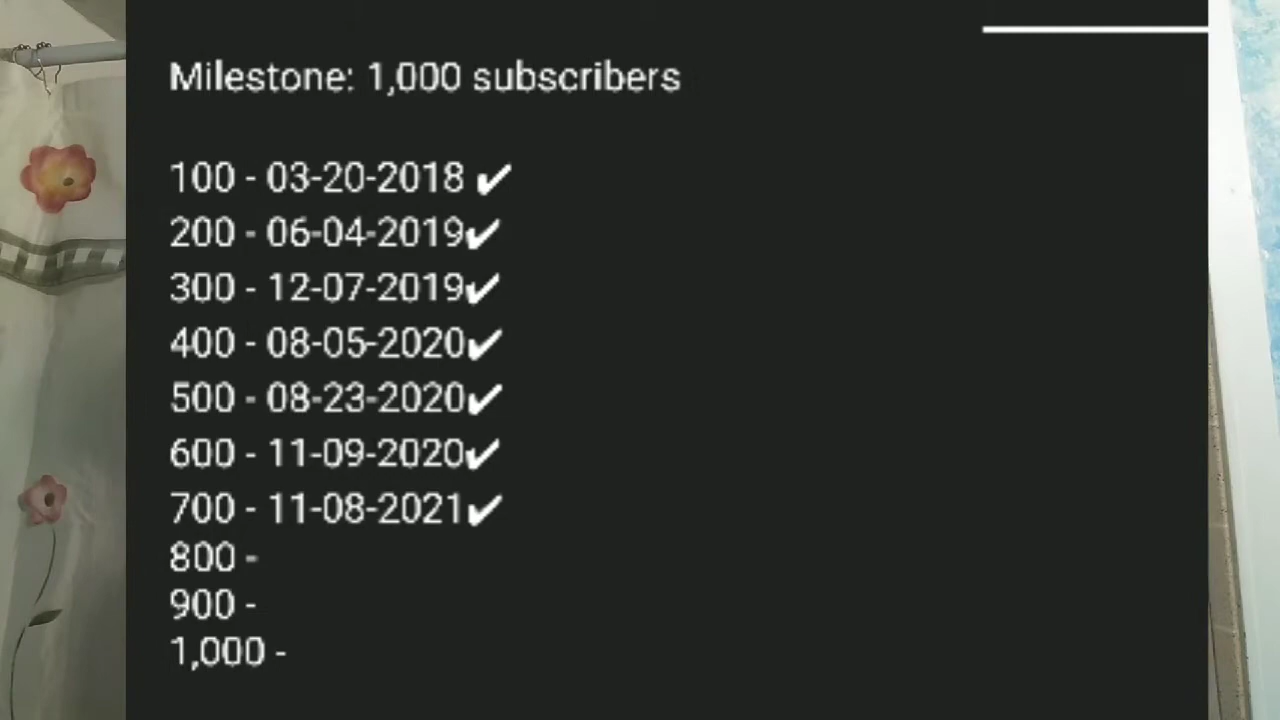 Milestone: 1,000 subscribers
100 - 03-20-2018 ✔
200 - 06-04-2019✔
300 - 12-07-2019✔
400 - 08-05-2020✔
500 - 08-23-2020✔
600 - 11-09-2020✔
700 - 11-08-2021✔
800 -
900 -
1,000 -